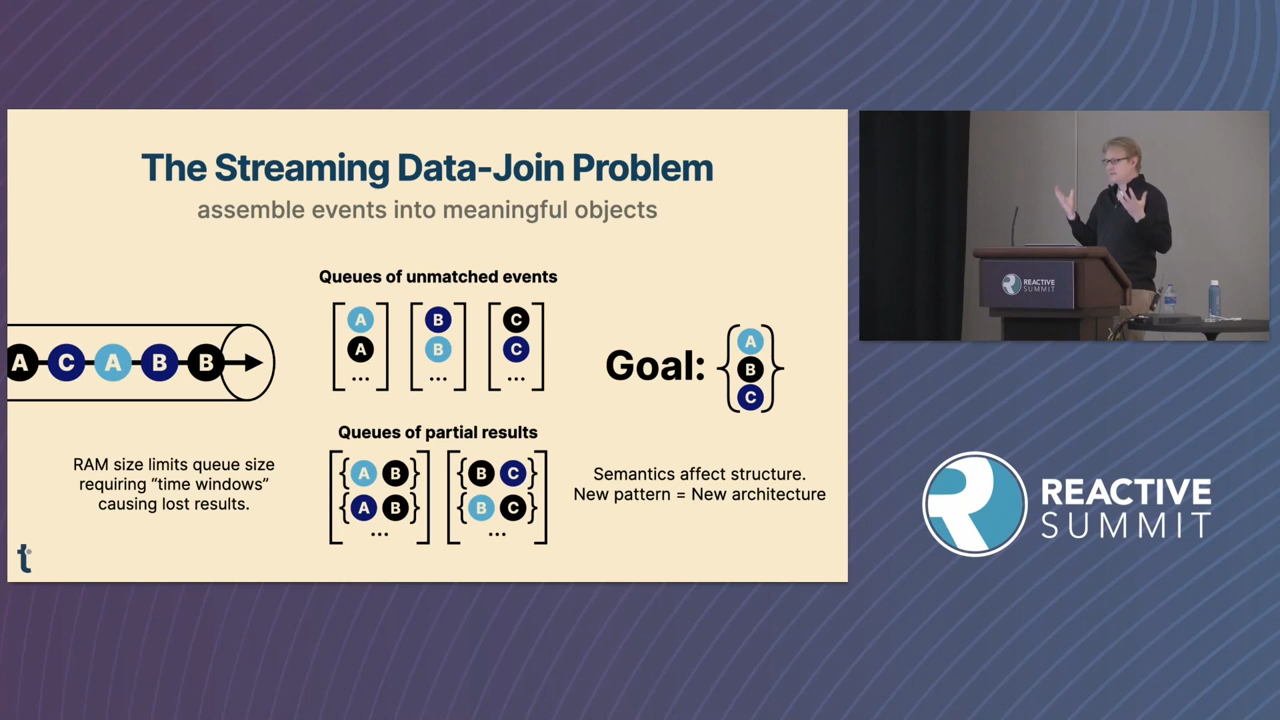 The Streaming Data-Join Problem
assemble events into meaningful objects
Queues of unmatched events
A B C
A B C
... ... ...
A C A B B
Goal:
A
B
C
Queues of partial results
{A B} {B C}
{A B} {B C}
... ...
RAM size limits queue size
requiring “time windows”
causing lost results.
Semantics affect structure.
New pattern = New architecture
t
REACTIVE
SUMMIT
REACTIVE
SUMMIT